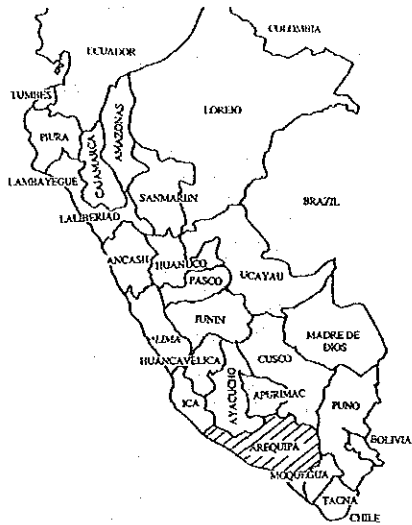 COLOMBIA
ECUADOR
TUMBES
LOREJO
PIURA
CAJAMARCA
AMAZONAS
LAMBAYEGUE
SANMARIIN
BRAZIL
LALIBERIAD
ANCASH
HUANUCO
UCAYAU
PASCO
JUNIN
MADRE DE
DIOS
*LIMA
HUANCAVELICA
CUSCO
AYACUCHO
APURIMAC
PUNO
ICA
BOLIVIA
AREQUIPA
MOQUEGUA
TACNA
CHILE